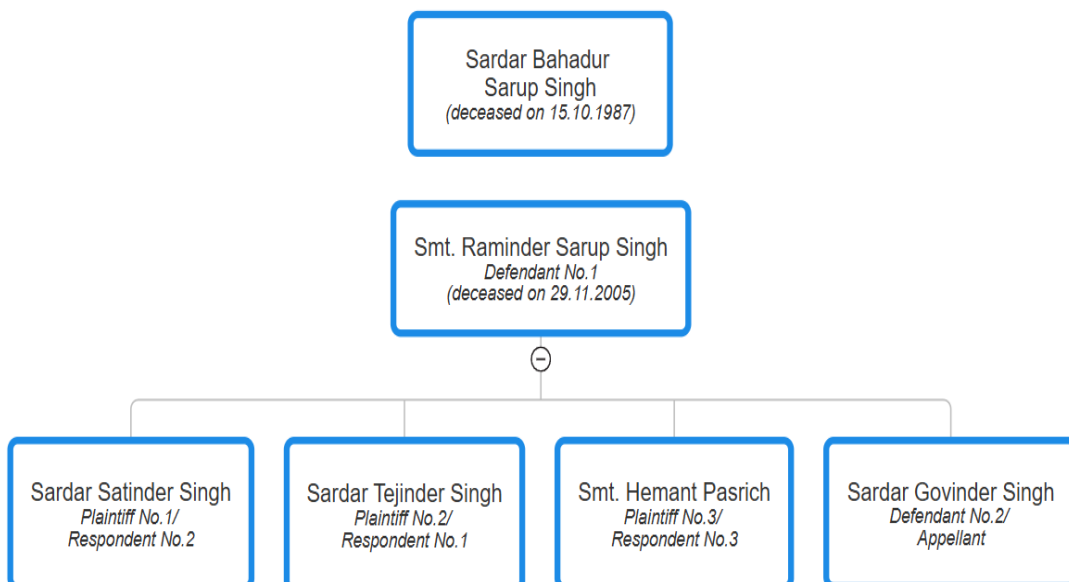 Sardar Bahadur
Sarup Singh
(deceased on 15.10.1987)
Smt. Raminder Sarup Singh
Defendant No.1
(deceased on 29.11.2005)
Sardar Satinder Singh
Plaintiff No.1/
Respondent No.2
Sardar Tejinder Singh
Plaintiff No.2/
Respondent No.1
Smt. Hemant Pasrich
Plaintiff No.3/
Respondent No.3
Sardar Govinder Singh
Defendant No.2/
Appellant